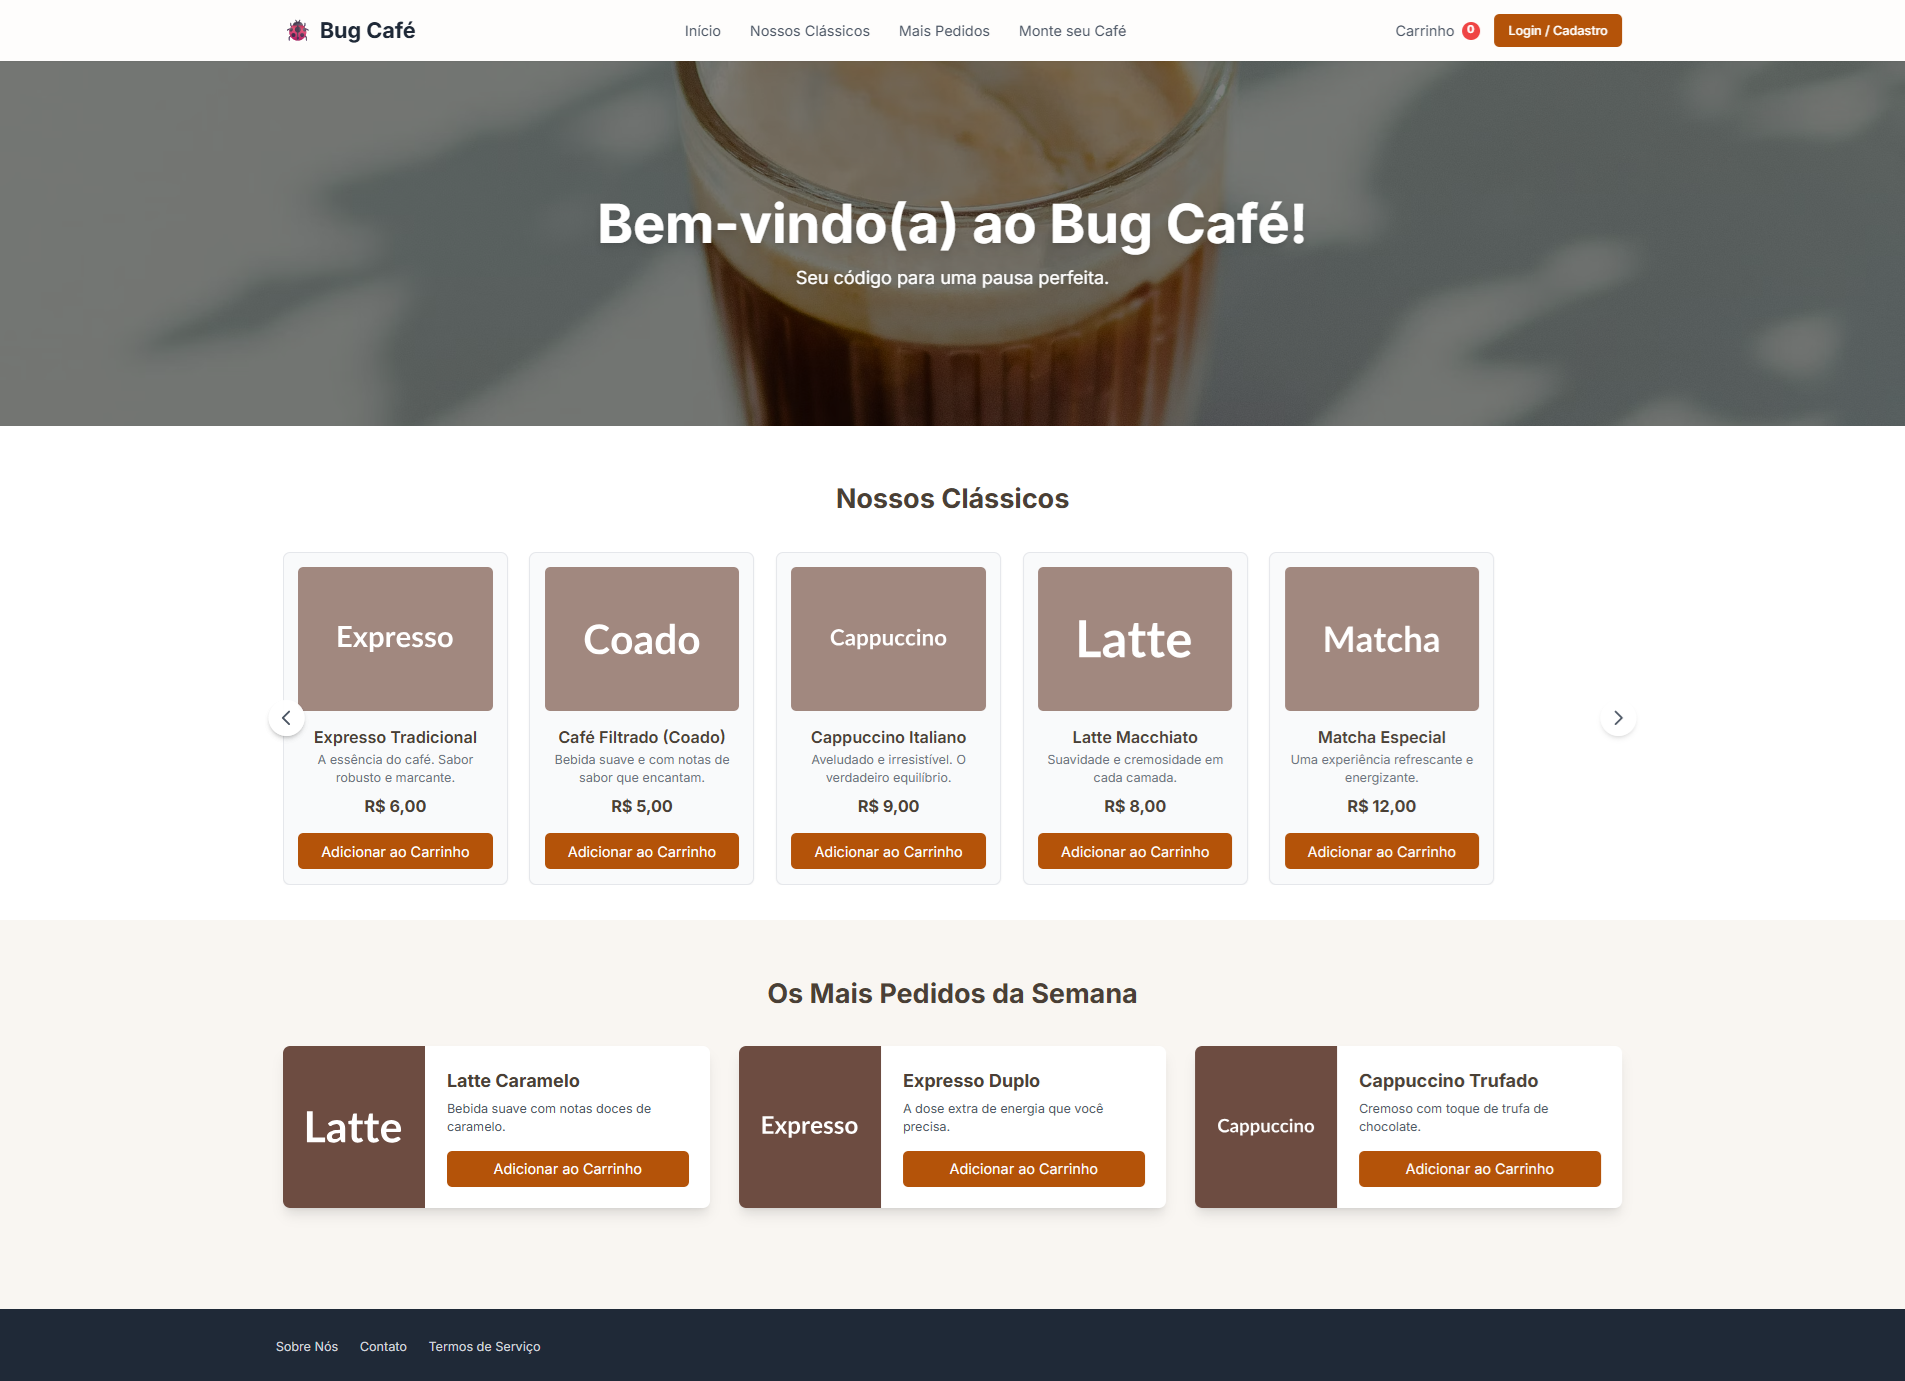 Bug Café
Início
Nossos Clássicos
Mais Pedidos
Monte seu Café
Carrinho 0
Login / Cadastro
Bem-vindo(a) ao Bug Café!
Seu código para uma pausa perfeita.
Nossos Clássicos
Expresso
Expresso Tradicional
A essência do café. Sabor
robusto e marcante.
R$ 6,00
Adicionar ao Carrinho
Coado
Café Filtrado (Coado)
Bebida suave e com notas de
sabor que encantam.
R$ 5,00
Adicionar ao Carrinho
Cappuccino
Cappuccino Italiano
Aveludado e irresistível. O
verdadeiro equilíbrio.
R$ 9,00
Adicionar ao Carrinho
Latte
Latte Macchiato
Suavidade e cremosidade em
cada camada.
R$ 8,00
Adicionar ao Carrinho
Matcha
Matcha Especial
Uma experiência refrescante e
energizante.
R$ 12,00
Adicionar ao Carrinho
Os Mais Pedidos da Semana
Latte
Latte Caramelo
Bebida suave com notas doces de
caramelo.
Adicionar ao Carrinho
Expresso
Expresso Duplo
A dose extra de energia que você
precisa.
Adicionar ao Carrinho
Cappuccino
Cappuccino Trufado
Cremoso com toque de trufa de
chocolate.
Adicionar ao Carrinho
Sobre Nós
Contato
Termos de Serviço